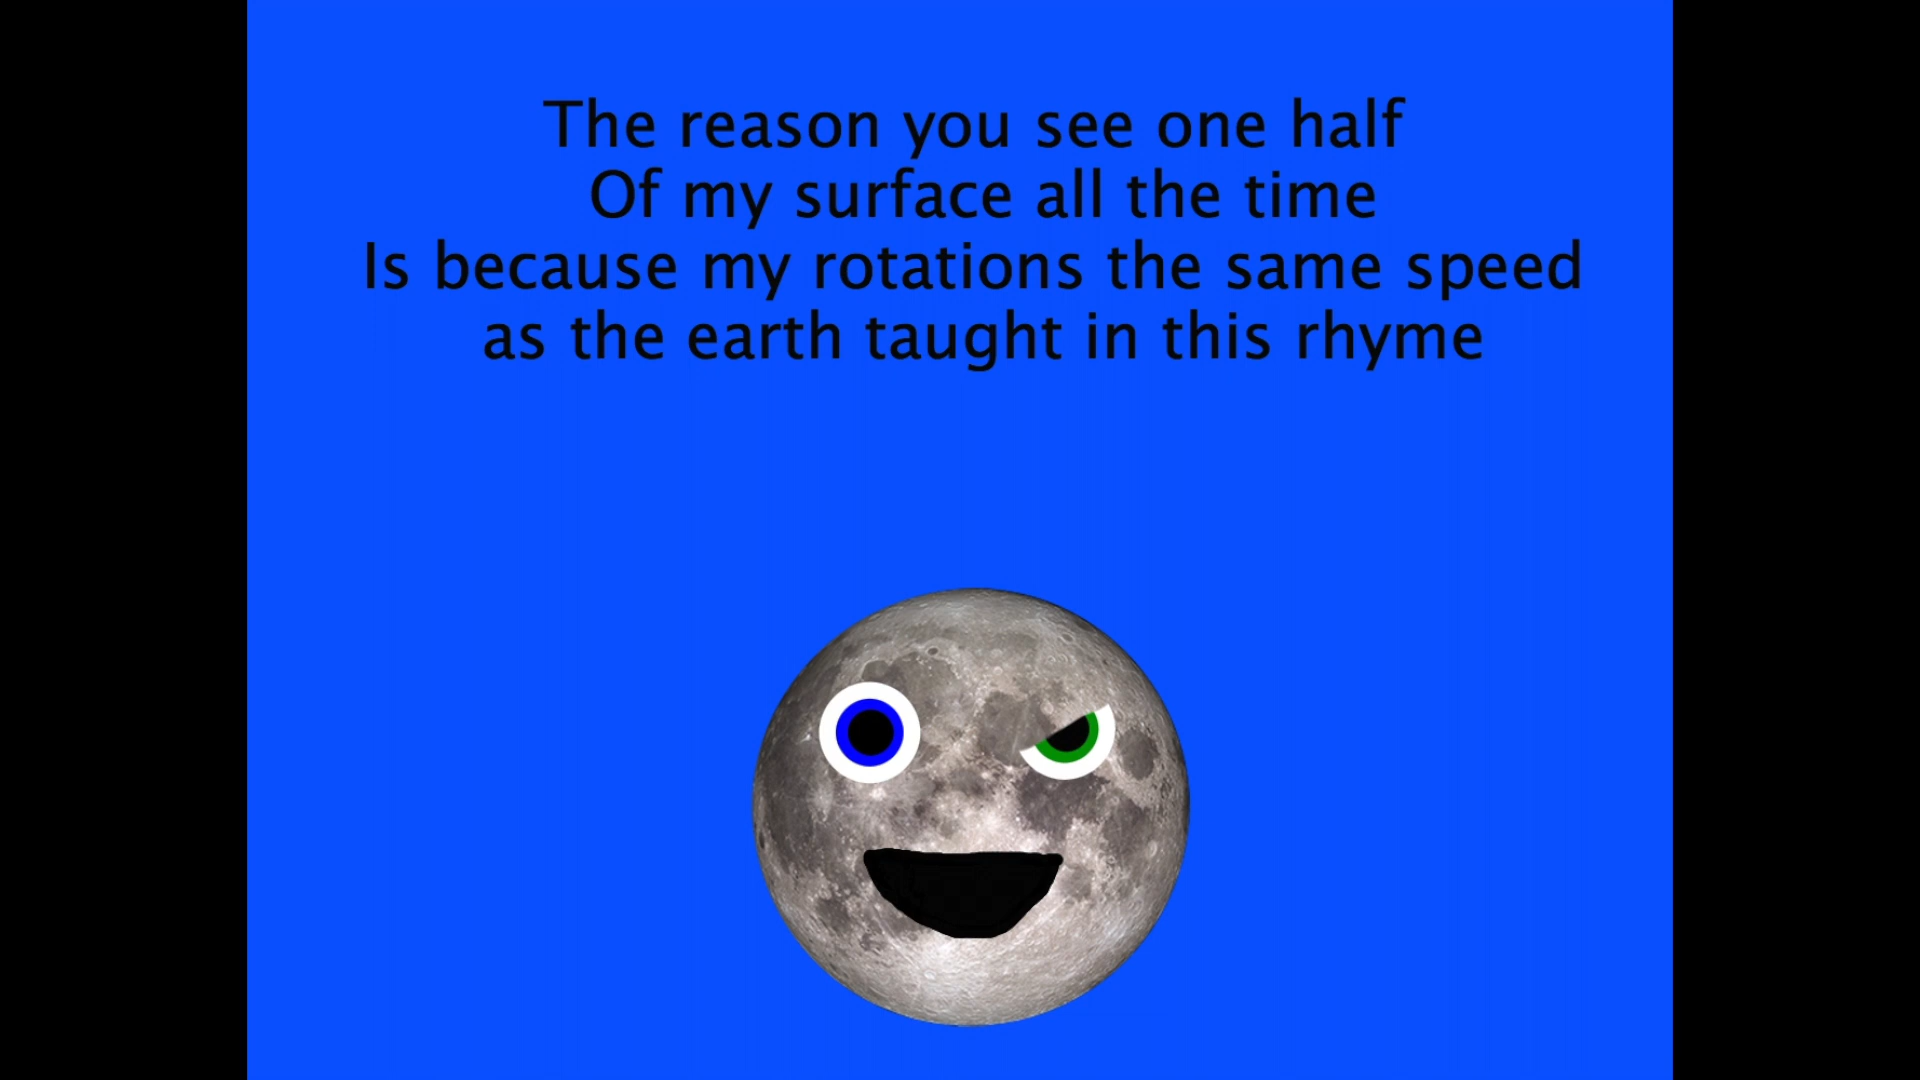 The reason you see one half
Of my surface all the time
Is because my rotations the same speed
as the earth taught in this rhyme